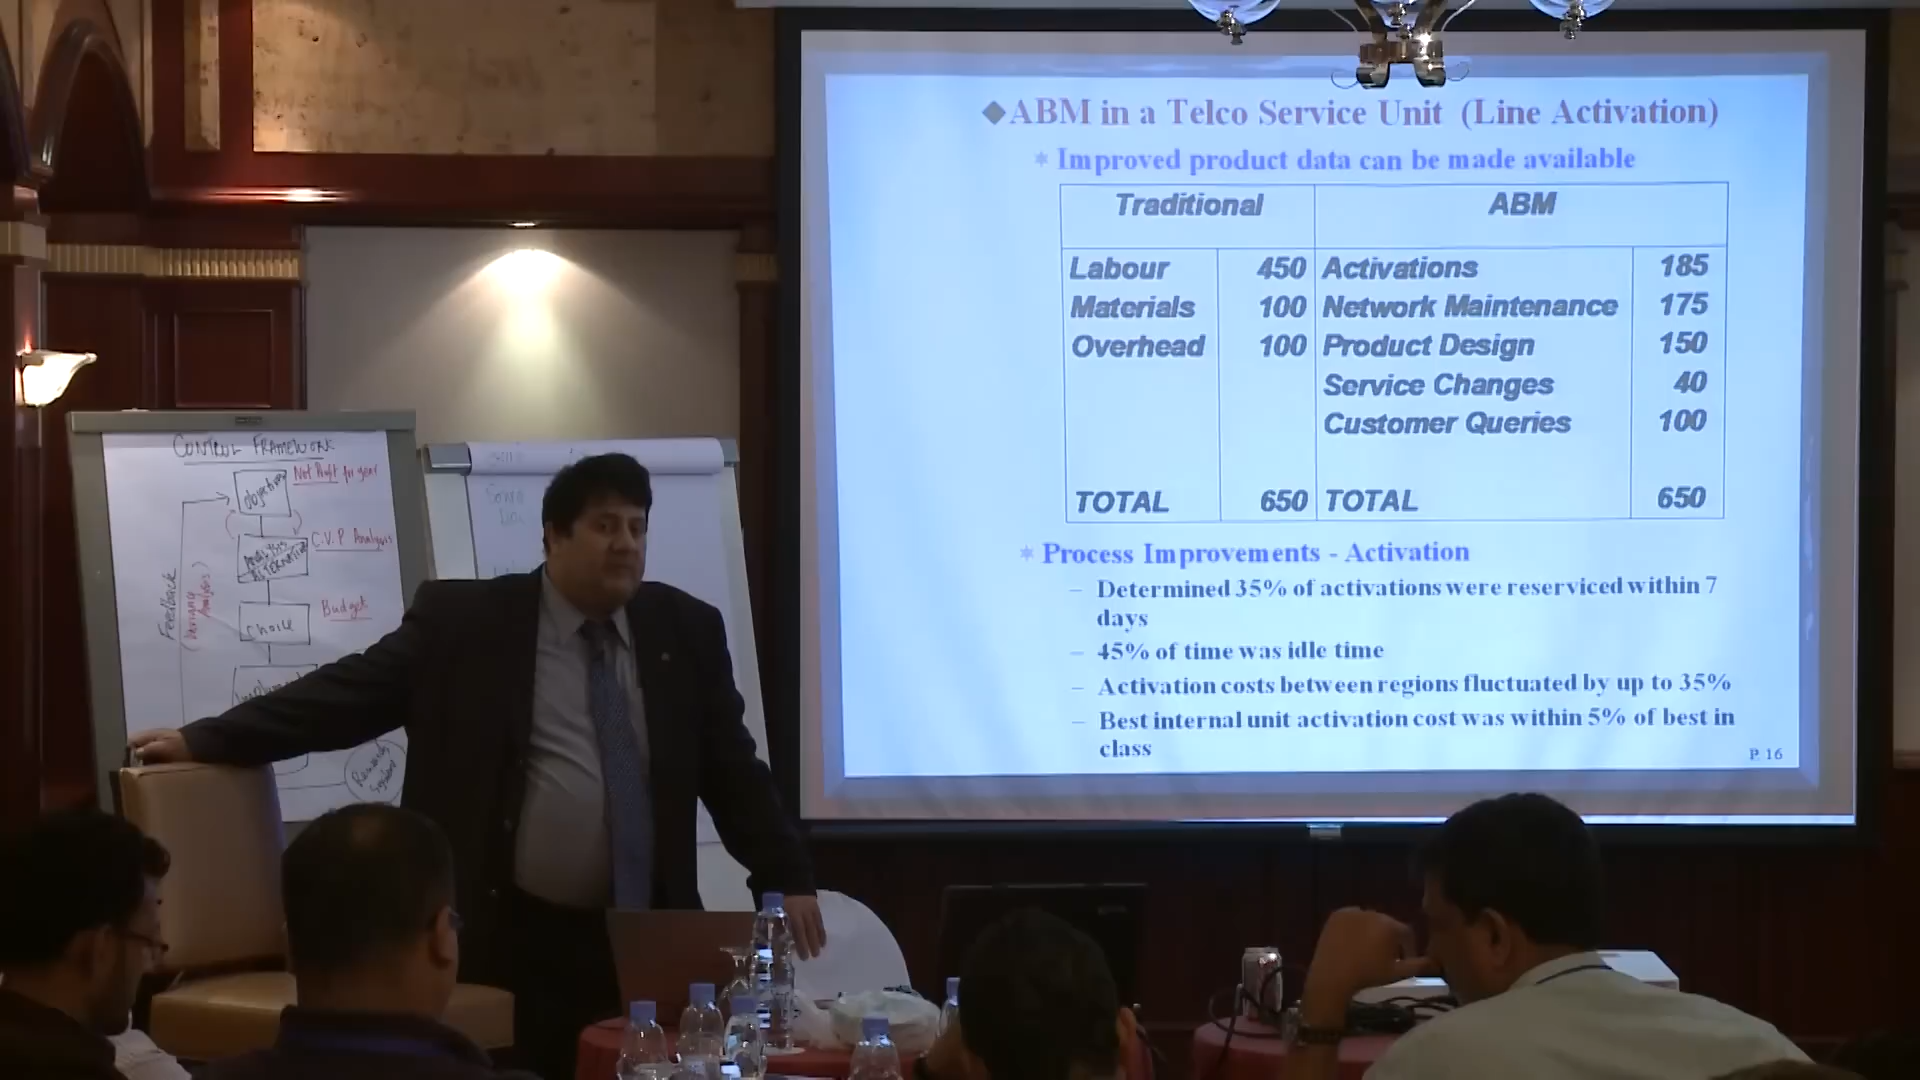 ◆ABM in a Telco Service Unit (Line Activation)
* Improved product data can be made available
Traditional ABM
Labour 450 Activations 185
Materials 100 Network Maintenance 175
Overhead 100 Product Design 150
Service Changes 40
Customer Queries 100
TOTAL 650 TOTAL 650
* Process Improvements - Activation
– Determined 35% of activations were reserviced within 7
days
– 45% of time was idle time
– Activation costs between regions fluctuated by up to 35%
– Best internal unit activation cost was within 5% of best in
class
P. 16
CONTROL FRAMEWORK
Net Profit for year
C.V.P Analysis
Budget
choice
Feedback